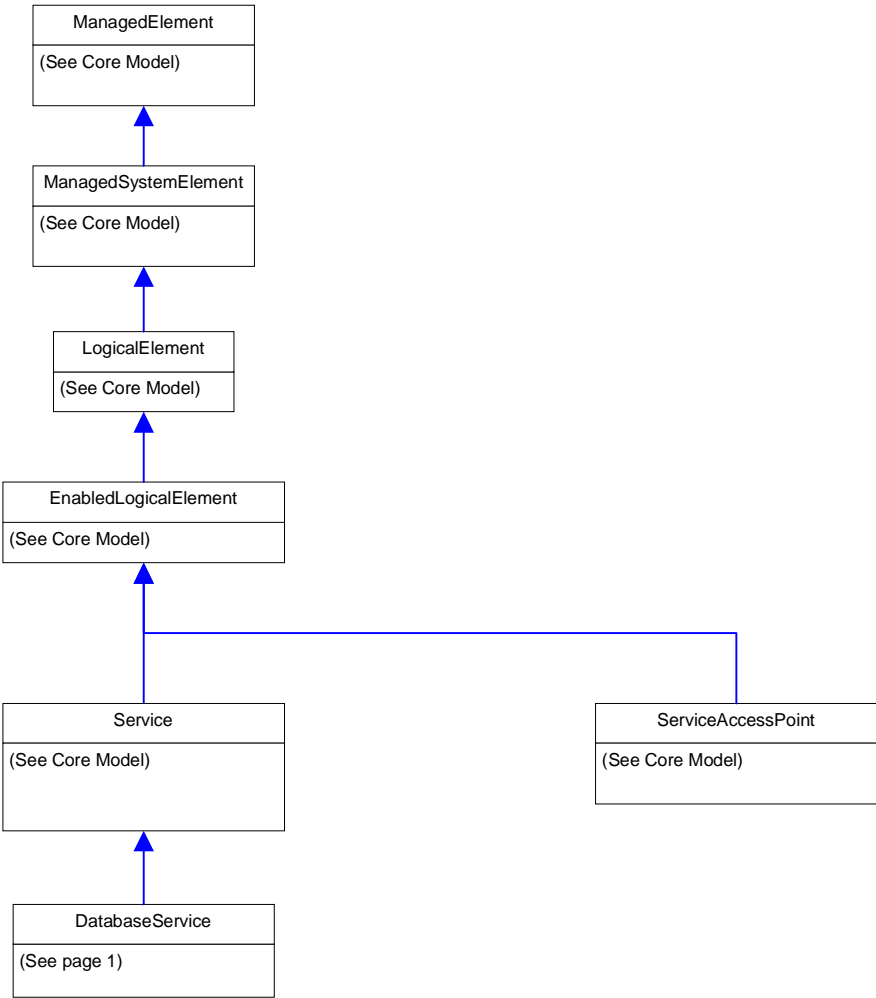 ManagedElement
(See Core Model)
ManagedSystemElement
(See Core Model)
LogicalElement
(See Core Model)
EnabledLogicalElement
(See Core Model)
Service
(See Core Model)
ServiceAccessPoint
(See Core Model)
DatabaseService
(See page 1)